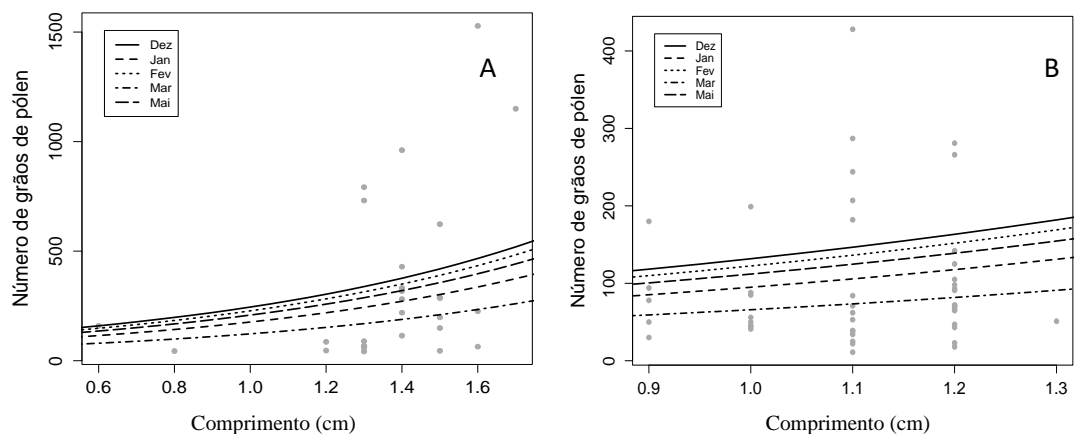 Número de grãos de pólen
1500
1000
500
0
Dez
Jan
Fev
Mar
Mai
A
0.6 0.8 1.0 1.2 1.4 1.6
Comprimento (cm)
Número de grãos de pólen
400
300
200
100
0
Dez
Jan
Fev
Mar
Mai
B
0.9 1.0 1.1 1.2 1.3
Comprimento (cm)